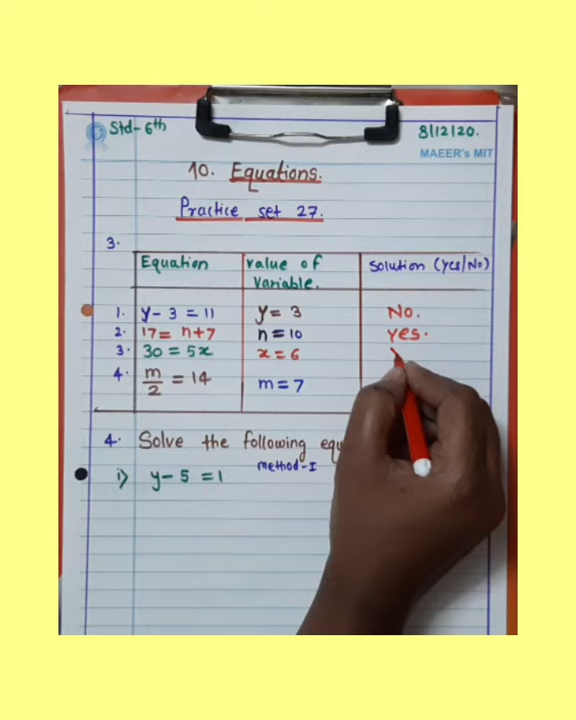 Std-6th 8/12/20.
MAEER's MIT
10. Equations.
Practice set 27.
3.
Equation value of Variable. solution (Yes/No)
1. y-3 = 11 y= 3 No.
2. 17= n+7 n=10 yes.
3. 30 = 5x x=6
4. m/2 = 14 m=7
4. Solve the following equ
method-I
i) y-5 =1